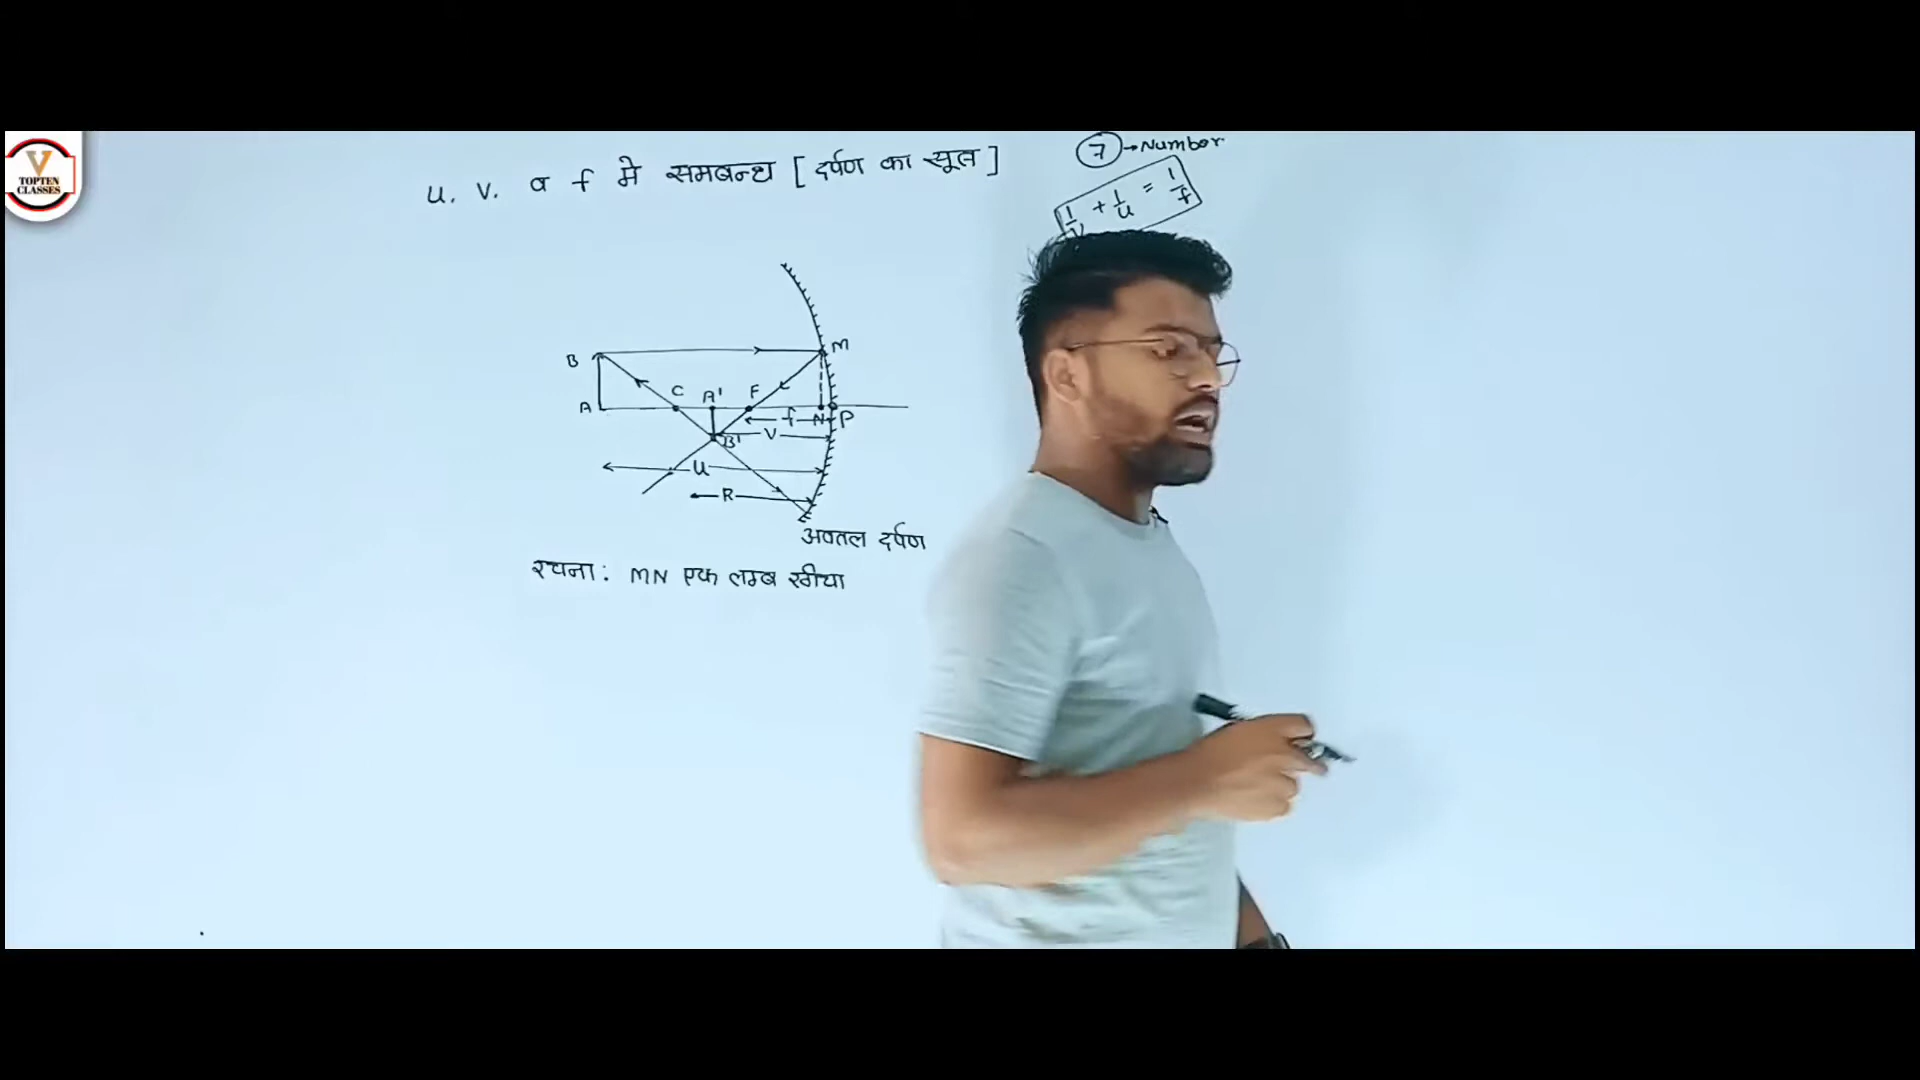 V
TOPTEN
CLASSES
u. v. व f मे समबन्ध [ दर्पण का सूत्र ]
7 → Number
1/v + 1/u = 1/f
B
M
C
A'
F
A
f
N
P
B'
V
u
R
अवतल दर्पण
रचना : MN एक लम्ब खीचा